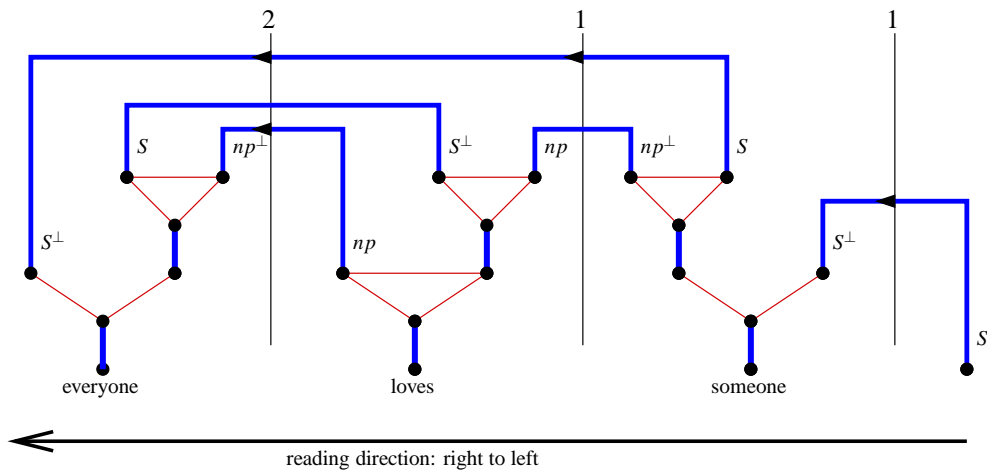 2 1 1
S np⊥ S⊥ np np⊥ S
S⊥ np S⊥
S
everyone loves someone
reading direction: right to left